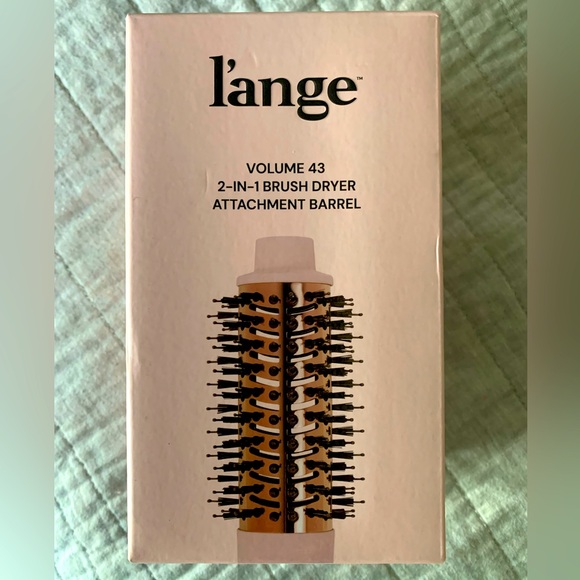 l'ange™
VOLUME 43
2-IN-1 BRUSH DRYER
ATTACHMENT BARREL